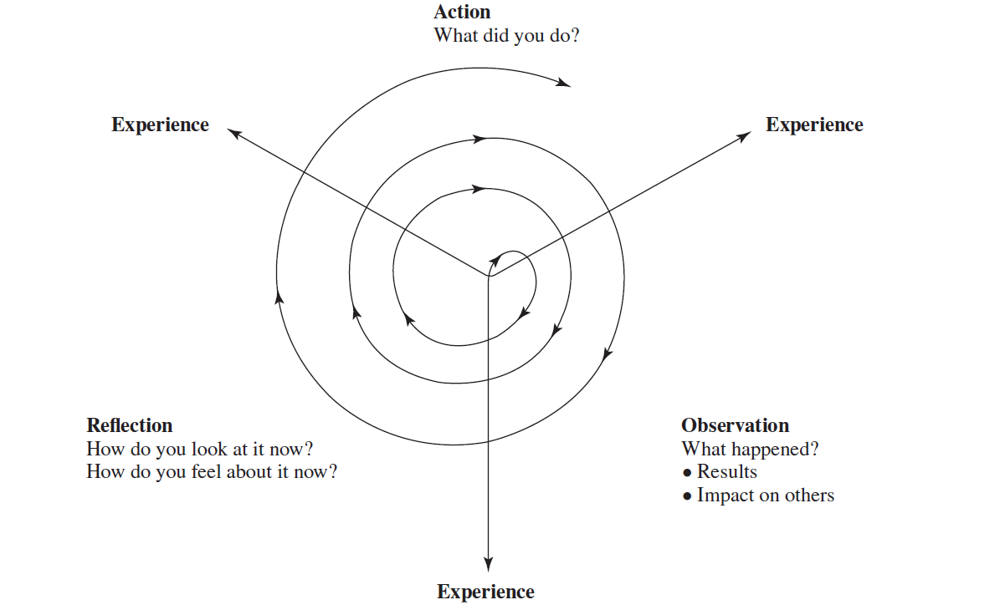 Action
What did you do?
Experience
Experience
Reflection
How do you look at it now?
How do you feel about it now?
Observation
What happened?
● Results
● Impact on others
Experience